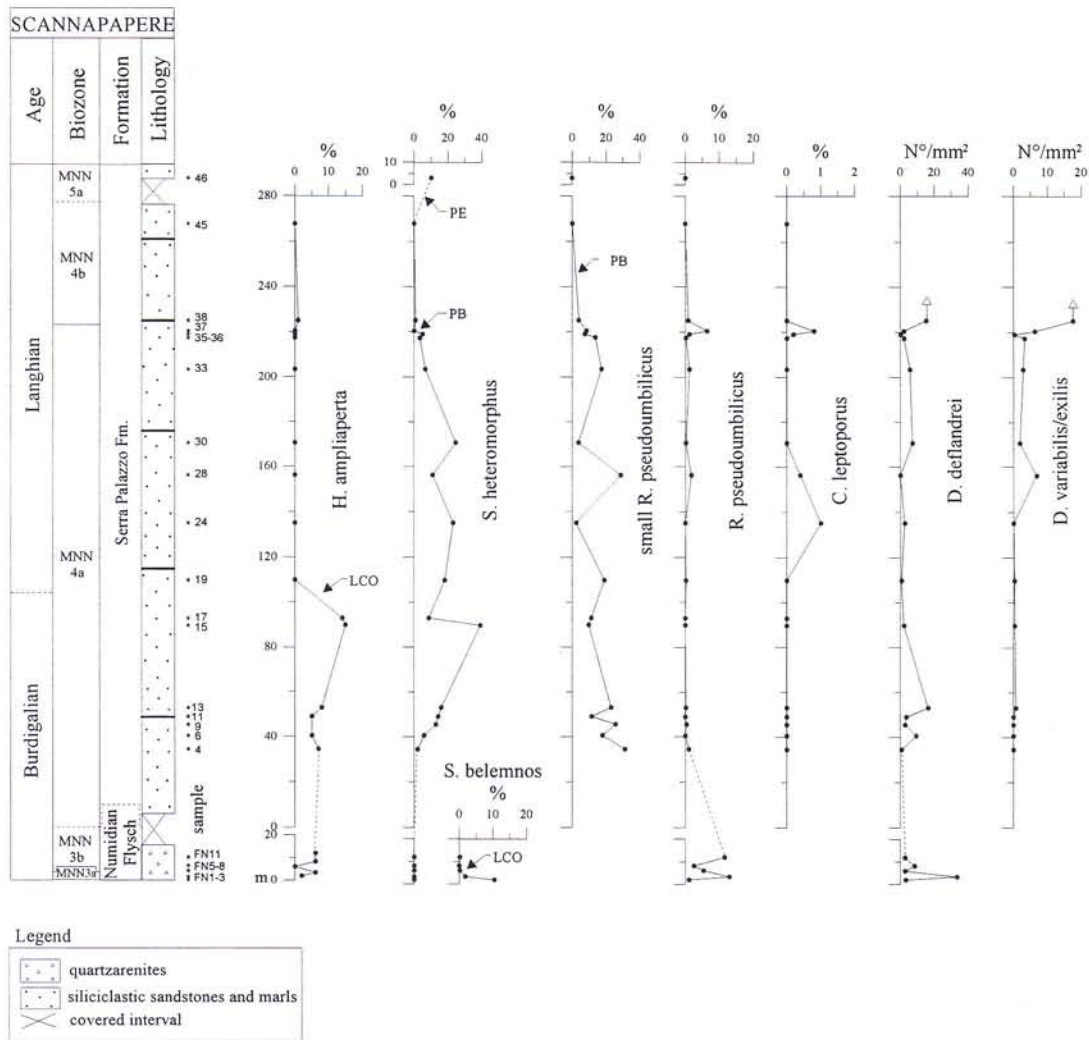 SCANNAPAPERE
Age
Biozone
Formation
Lithology
Langhian
Burdigalian
MNN
5a
MNN
4b
MNN
4a
MNN
3b
MNN3a
Serra Palazzo Fm.
Numidian
Flysch
46
45
38
37
35-36
33
30
28
24
19
17
15
13
11
9
6
4
sample
FN11
FN5-8
FN1-3
%
0 10 20
280
240
200
160
120
80
40
0
20
m 0
H. ampliaperta
LCO
%
0 20 40
10
0
PE
PB
S. heteromorphus
S. belemnos
%
0 10 20
LCO
%
0 20 40
PB
small R. pseudoumbilicus
%
0 10 20
R. pseudoumbilicus
%
0 1 2
C. leptoporus
N°/mm²
0 20 40
D. deflandrei
N°/mm²
0 10 20
D. variabilis/exilis
Legend
quartzarenites
siliciclastic sandstones and marls
covered interval